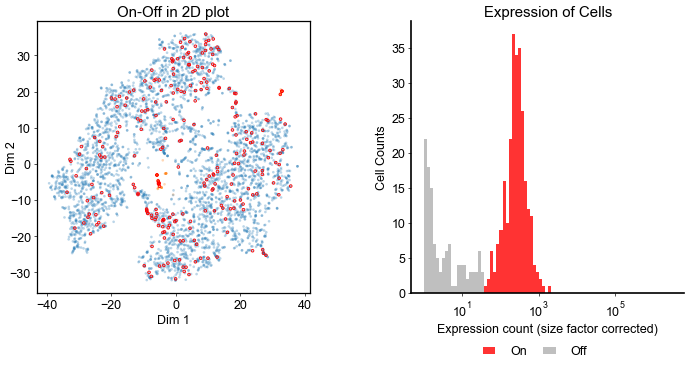 On-Off in 2D plot
30
20
10
0
−10
−20
−30
Dim 2
−40
−20
0
20
40
Dim 1
Expression of Cells
35
30
25
20
15
10
5
0
Cell Counts
10^1
10^3
10^5
Expression count (size factor corrected)
On
Off